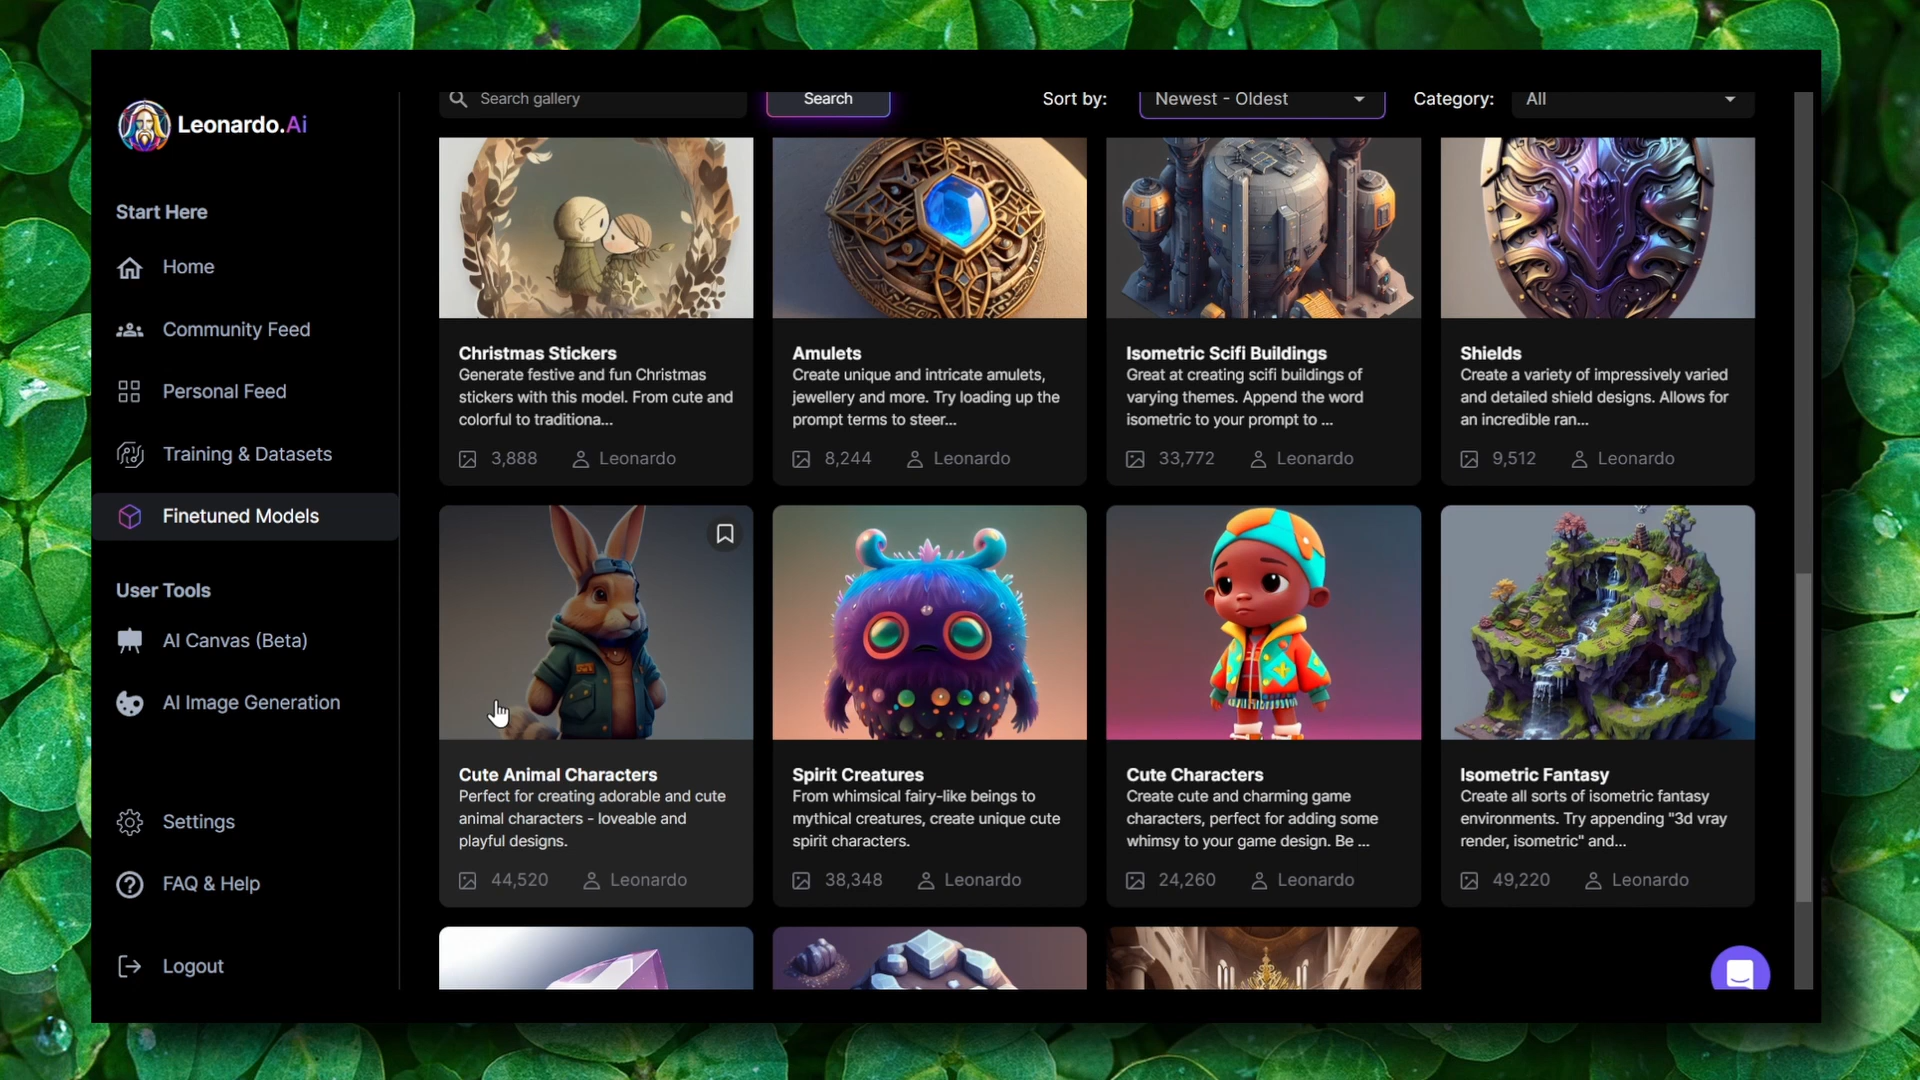 Leonardo.Ai
Start Here
Home
Community Feed
Personal Feed
Training & Datasets
Finetuned Models
User Tools
AI Canvas (Beta)
AI Image Generation
Settings
FAQ & Help
Logout
Search gallery
Search
Sort by:
Newest - Oldest
Category:
All
Christmas Stickers
Generate festive and fun Christmas
stickers with this model. From cute and
colorful to traditiona...
3,888 Leonardo
Amulets
Create unique and intricate amulets,
jewellery and more. Try loading up the
prompt terms to steer...
8,244 Leonardo
Isometric Scifi Buildings
Great at creating scifi buildings of
varying themes. Append the word
isometric to your prompt to ...
33,772 Leonardo
Shields
Create a variety of impressively varied
and detailed shield designs. Allows for
an incredible ran...
9,512 Leonardo
Cute Animal Characters
Perfect for creating adorable and cute
animal characters - loveable and
playful designs.
44,520 Leonardo
Spirit Creatures
From whimsical fairy-like beings to
mythical creatures, create unique cute
spirit characters.
38,348 Leonardo
Cute Characters
Create cute and charming game
characters, perfect for adding some
whimsy to your game design. Be ...
24,260 Leonardo
Isometric Fantasy
Create all sorts of isometric fantasy
environments. Try appending "3d vray
render, isometric" and...
49,220 Leonardo